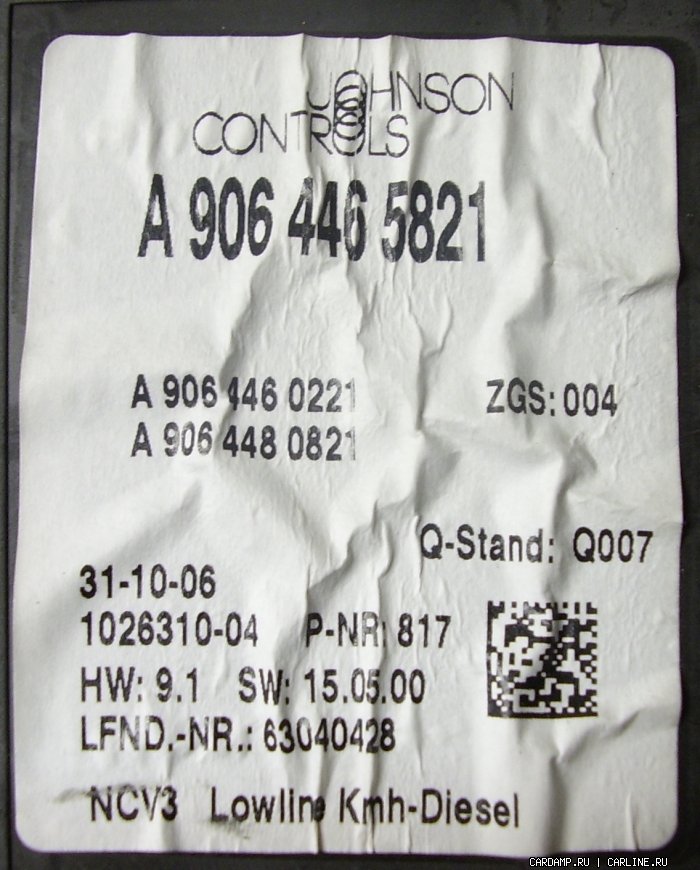 JOHNSON
CONTROLS
A 906 446 5821
A 906 446 0221 ZGS: 004
A 906 448 0821
Q-Stand: Q007
31-10-06
1026310-04 P-NR: 817
HW: 9.1 SW: 15.05.00
LFND.-NR.: 63040428
NCV3 Lowline Kmh-Diesel
CARDAMP.RU | CARLINE.RU